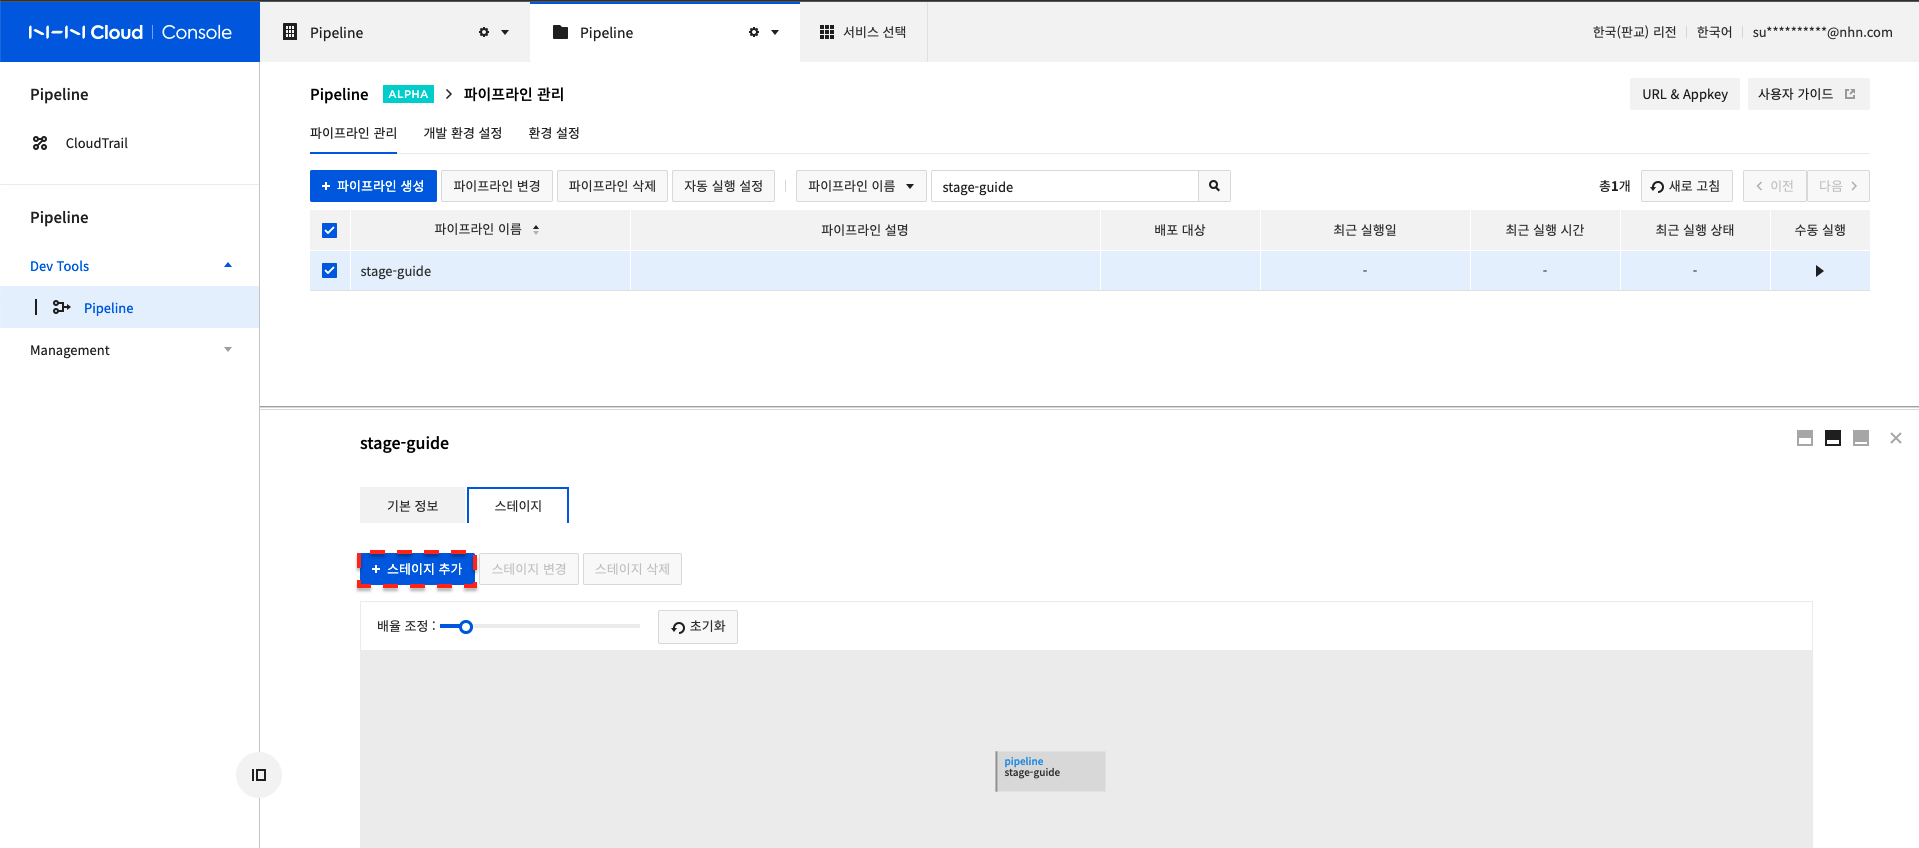 NHN Cloud Console
Pipeline
Pipeline
서비스 선택
한국(판교) 리전
한국어
su**********@nhn.com
Pipeline
CloudTrail
Pipeline
Dev Tools
Pipeline
Management
Pipeline ALPHA > 파이프라인 관리
URL & Appkey
사용자 가이드
파이프라인 관리
개발 환경 설정
환경 설정
+ 파이프라인 생성
파이프라인 변경
파이프라인 삭제
자동 실행 설정
파이프라인 이름
stage-guide
총1개
새로 고침
< 이전
다음 >
파이프라인 이름
파이프라인 설명
배포 대상
최근 실행일
최근 실행 시간
최근 실행 상태
수동 실행
stage-guide
-
-
-
stage-guide
기본 정보
스테이지
+ 스테이지 추가
스테이지 변경
스테이지 삭제
배율 조정 :
초기화
pipeline
stage-guide